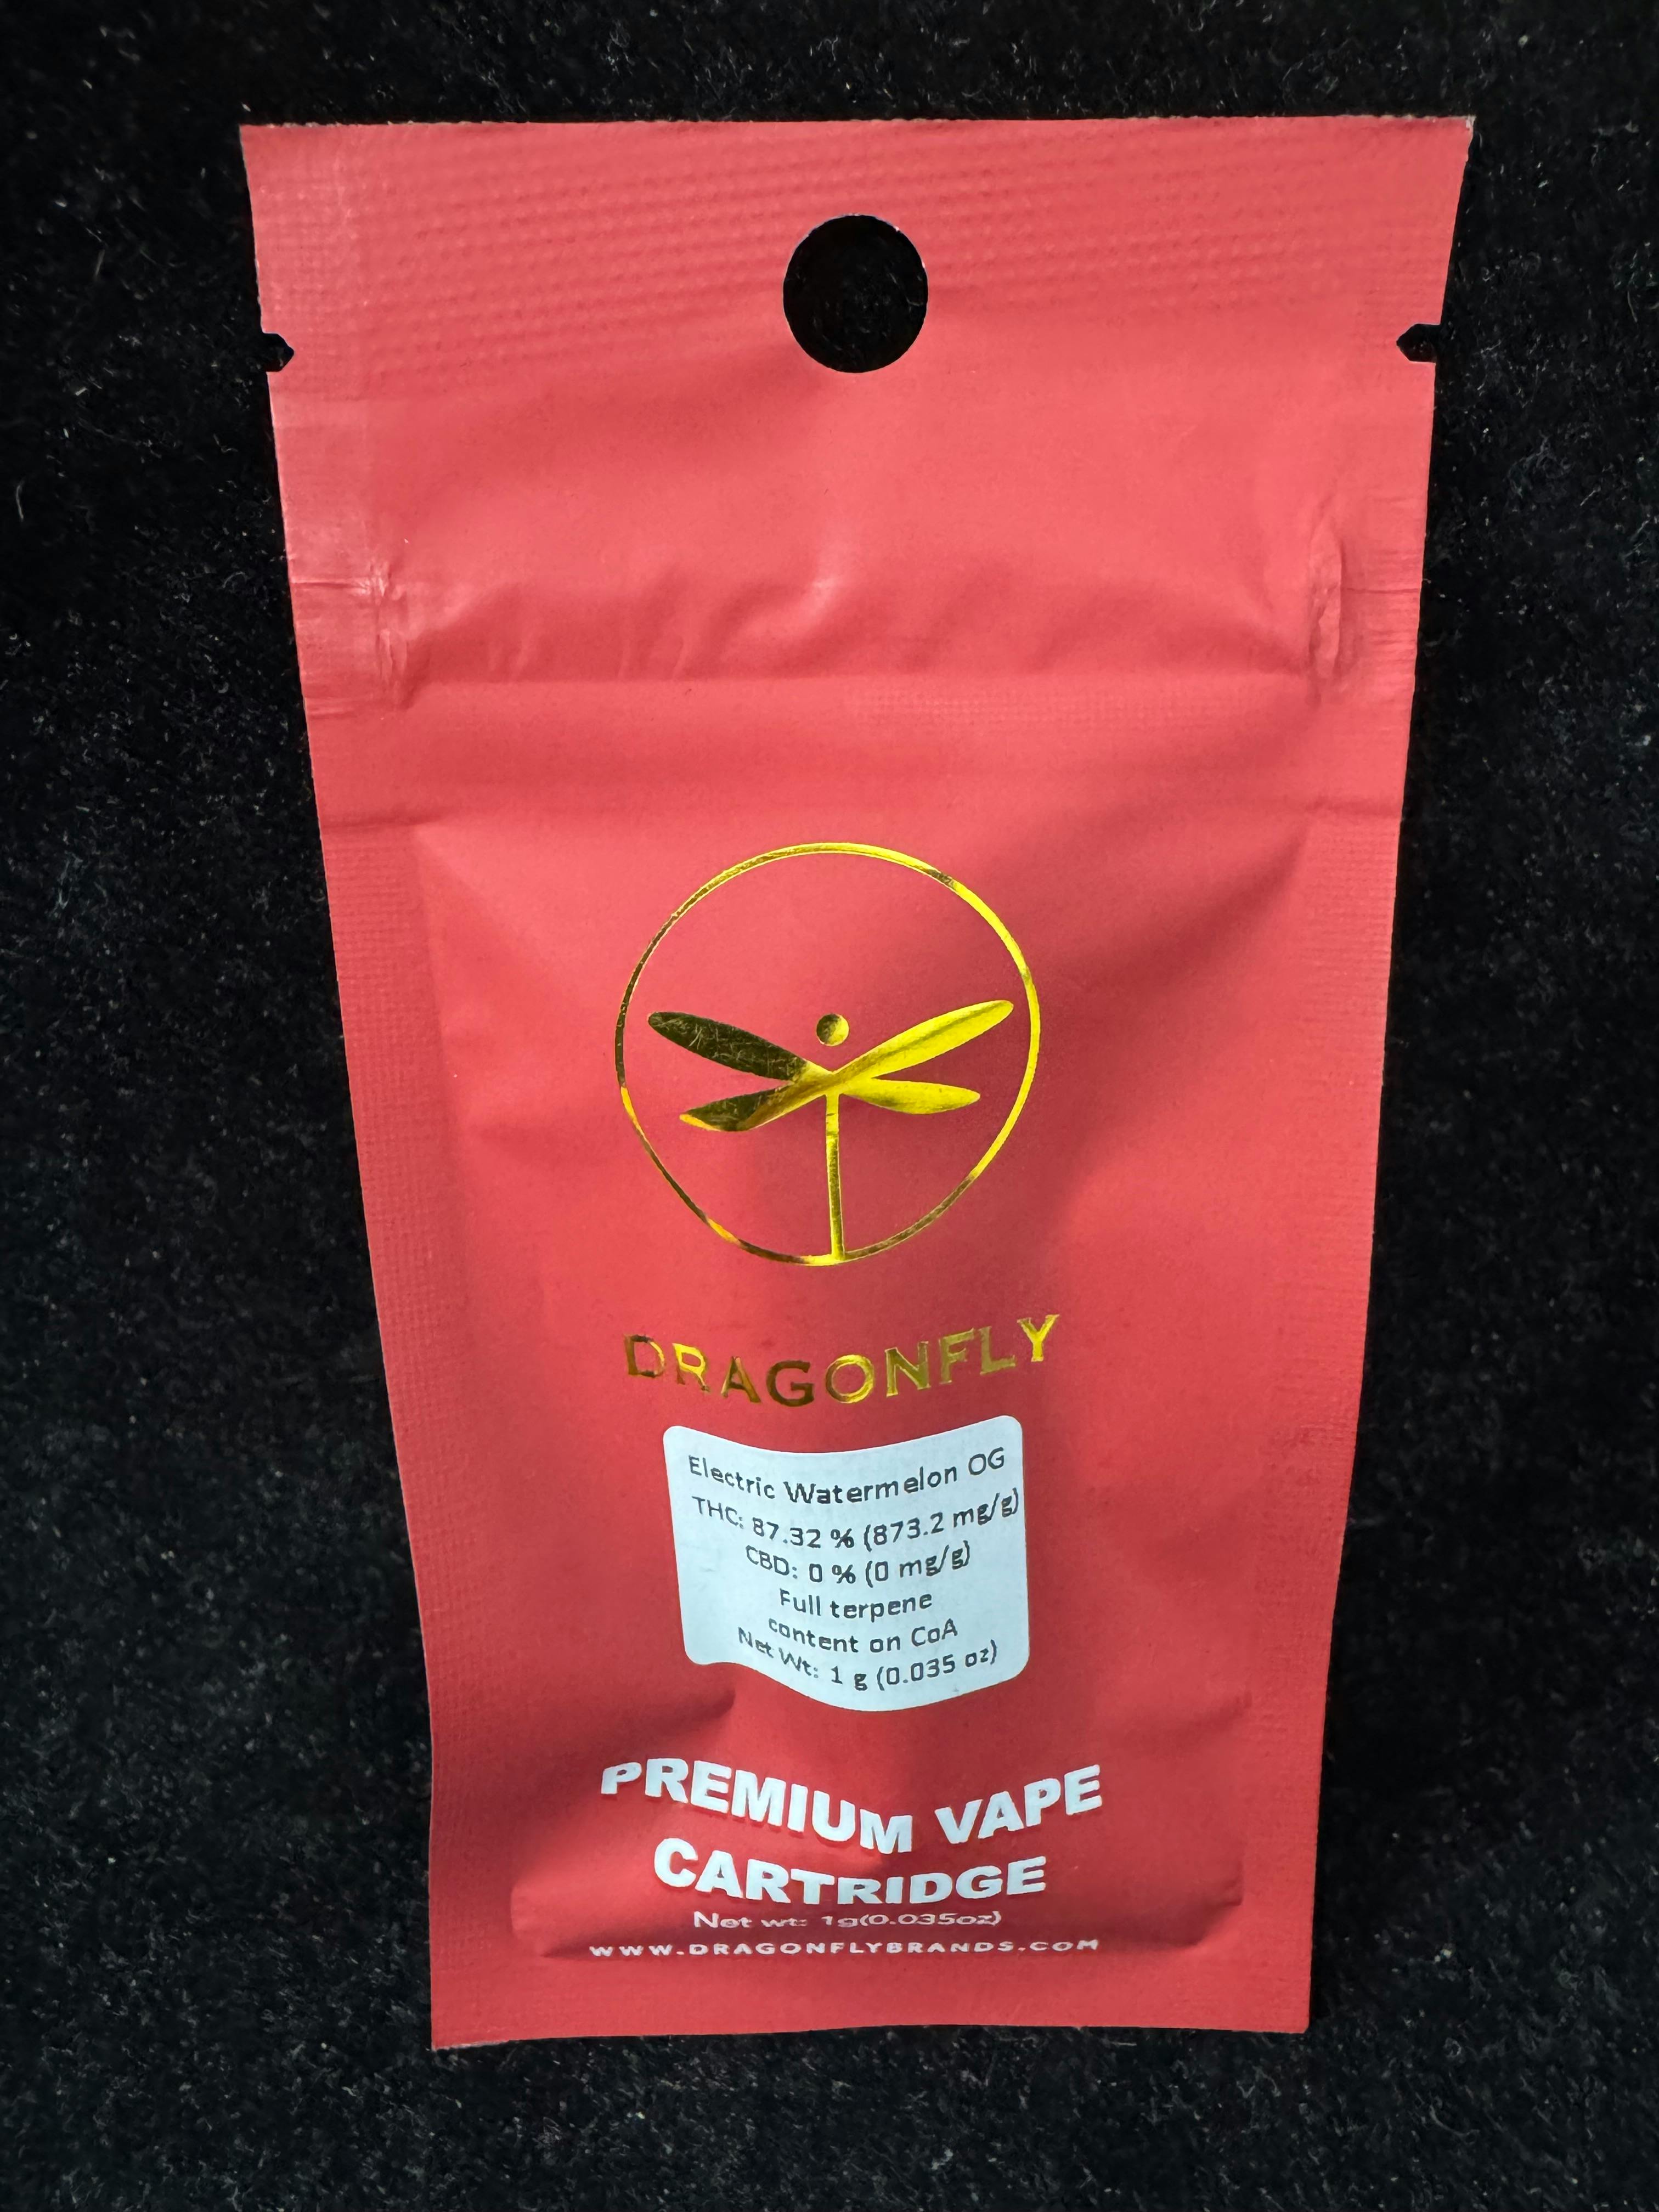 DRAGONFLY
Electric Watermelon OG
THC: 87.32 % (873.2 mg/g)
CBD: 0 % (0 mg/g)
Full terpene
content on CoA
Net Wt: 1 g (0.035 oz)
PREMIUM VAPE
CARTRIDGE
Net wt: 1g(0.035oz)
WWW.DRAGONFLYBRANDS.COM